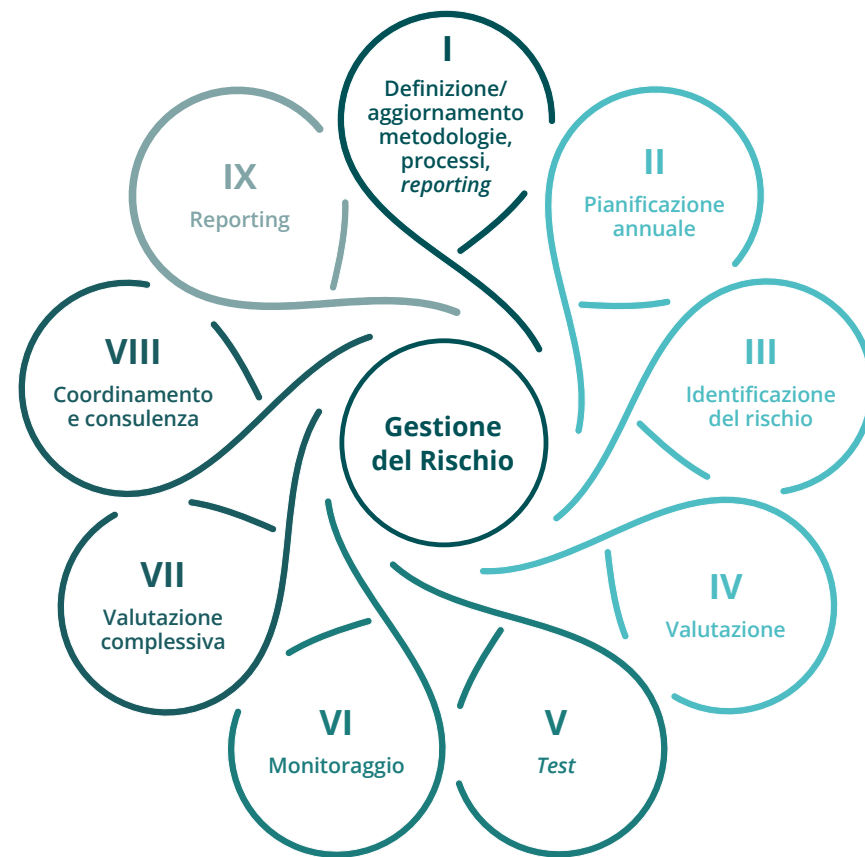 I
Definizione/
aggiornamento
metodologie,
processi,
reporting
II
Pianificazione
annuale
III
Identificazione
del rischio
IV
Valutazione
V
Test
VI
Monitoraggio
VII
Valutazione
complessiva
VIII
Coordinamento
e consulenza
IX
Reporting
Gestione
del Rischio